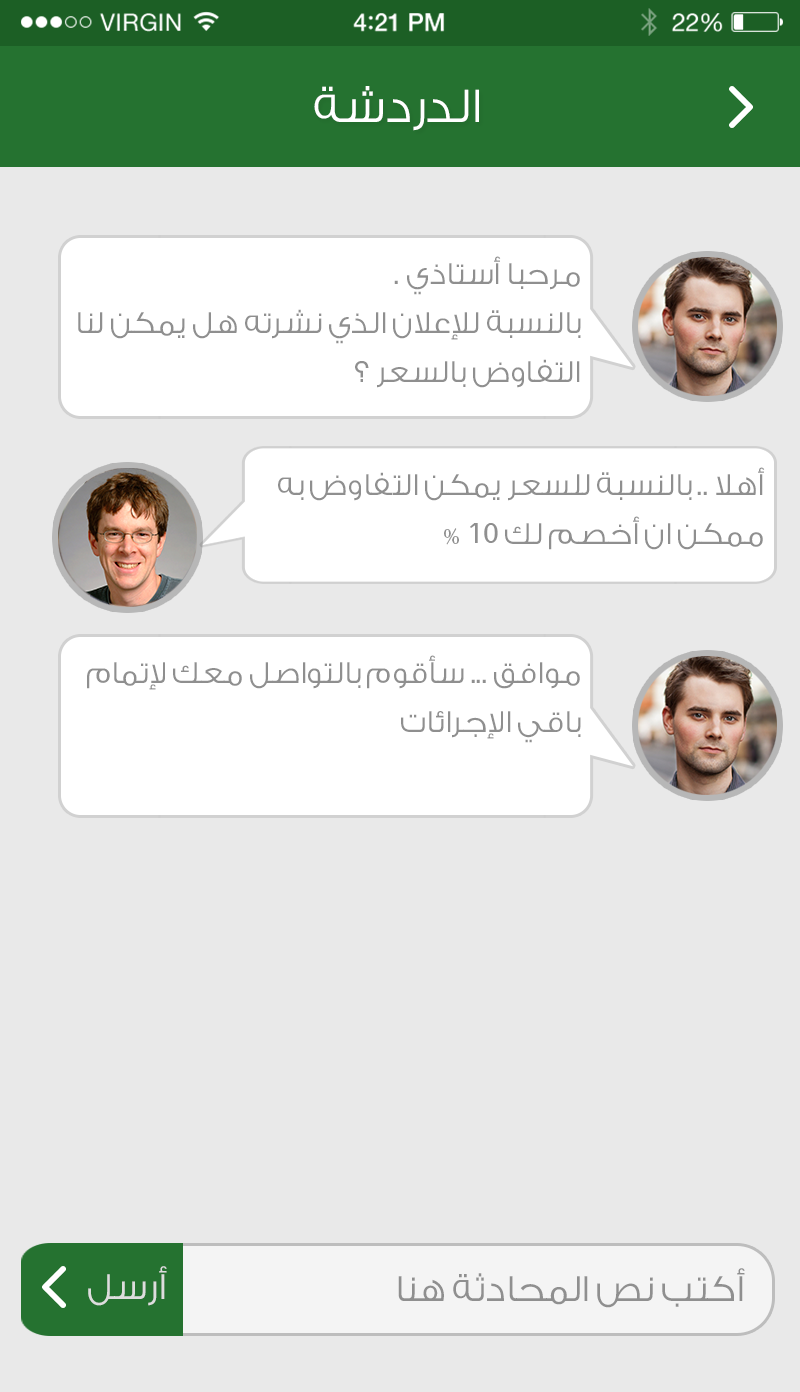 VIRGIN 4:21 PM 22%
الدردشة
مرحبا أستاذي .
بالنسبة للإعلان الذي نشرته هل يمكن لنا
التفاوض بالسعر ؟
أهلا ..بالنسبة للسعر يمكن التفاوض به
ممكن ان أخصم لك 10 %
موافق ... سأقوم بالتواصل معك لإتمام
باقي الإجرائات
أكتب نص المحادثة هنا
أرسل